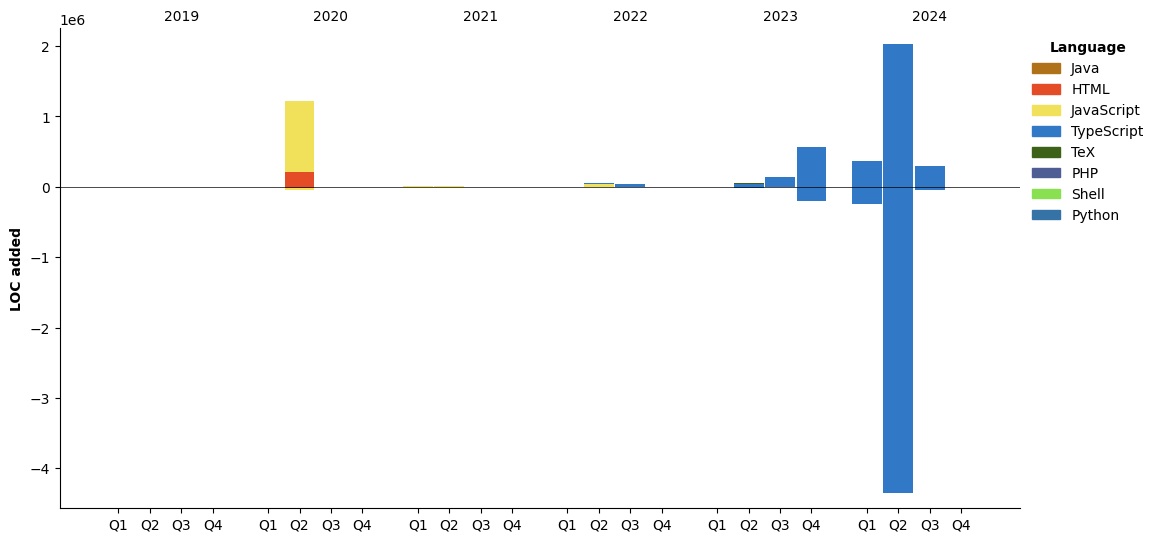 2019 2020 2021 2022 2023 2024
1e6
2
1
0
−1
−2
−3
−4
LOC added
Q1 Q2 Q3 Q4 Q1 Q2 Q3 Q4 Q1 Q2 Q3 Q4 Q1 Q2 Q3 Q4 Q1 Q2 Q3 Q4 Q1 Q2 Q3 Q4
Language
Java
HTML
JavaScript
TypeScript
TeX
PHP
Shell
Python